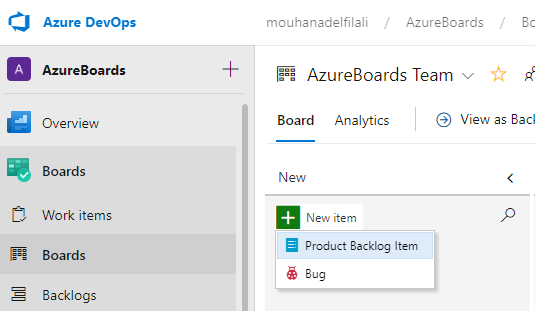 Azure DevOps
mouhanadelfilali / AzureBoards / Bo
A AzureBoards
AzureBoards Team
Overview
Board Analytics View as Back
Boards
New
Work items
New item
Boards
Product Backlog Item
Bug
Backlogs